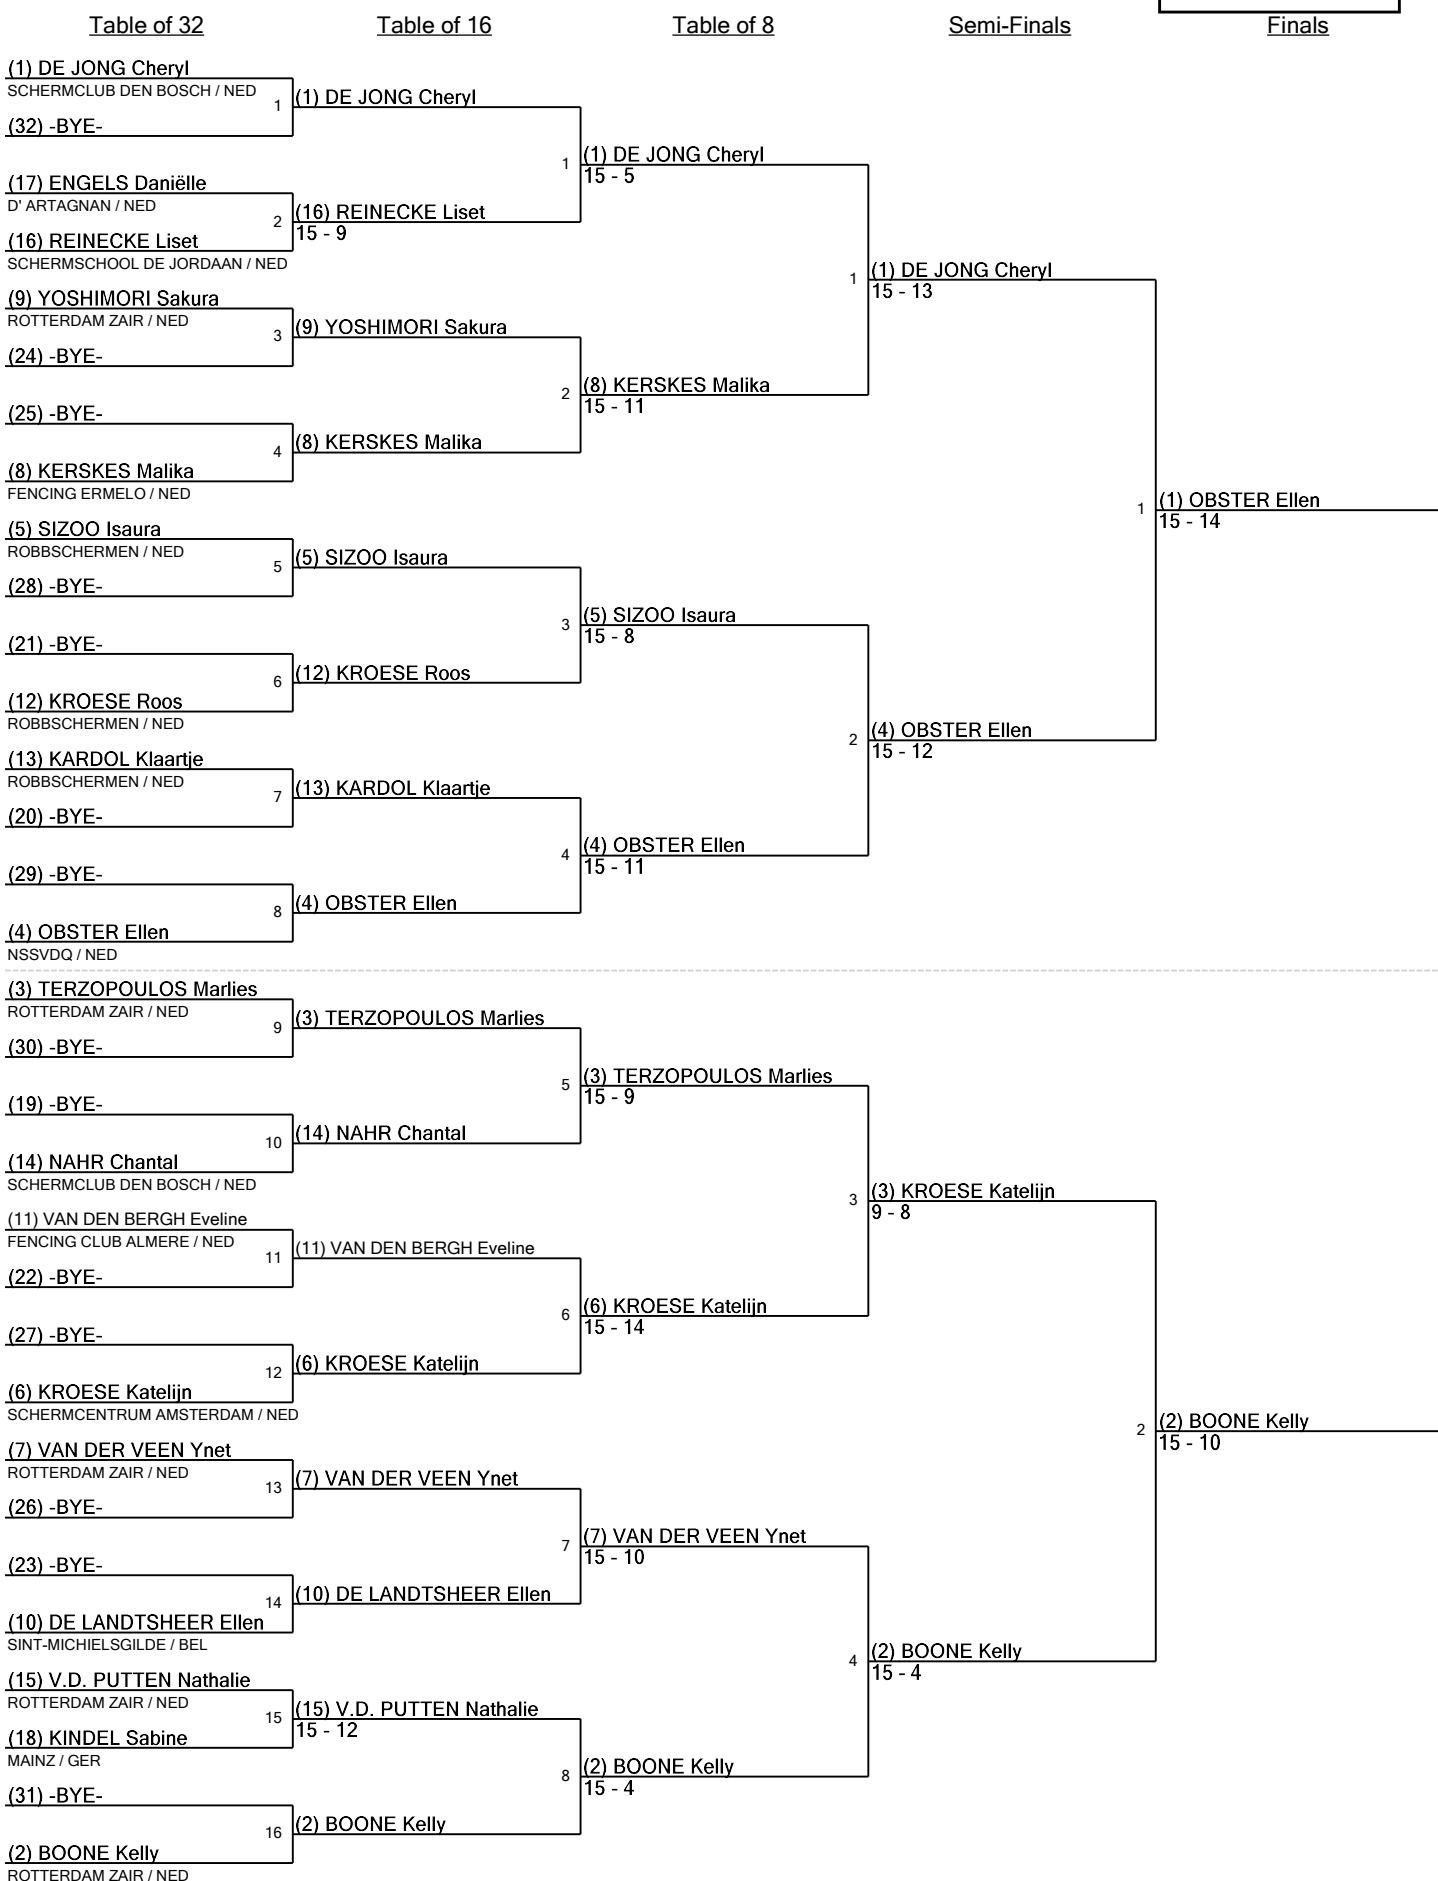 Table of 32
Table of 16
Table of 8
Semi-Finals
Finals
(1) DE JONG Cheryl
SCHERMCLUB DEN BOSCH / NED
1
(32) -BYE-
(17) ENGELS Daniëlle
D' ARTAGNAN / NED
2
(16) REINECKE Liset
SCHERMSCHOOL DE JORDAAN / NED
(9) YOSHIMORI Sakura
ROTTERDAM ZAIR / NED
3
(24) -BYE-
(25) -BYE-
4
(8) KERSKES Malika
FENCING ERMELO / NED
(5) SIZOO Isaura
ROBBSCHERMEN / NED
5
(28) -BYE-
(21) -BYE-
6
(12) KROESE Roos
ROBBSCHERMEN / NED
(13) KARDOL Klaartje
ROBBSCHERMEN / NED
7
(20) -BYE-
(29) -BYE-
8
(4) OBSTER Ellen
NSSVDQ / NED
(3) TERZOPOULOS Marlies
ROTTERDAM ZAIR / NED
9
(30) -BYE-
(19) -BYE-
10
(14) NAHR Chantal
SCHERMCLUB DEN BOSCH / NED
(11) VAN DEN BERGH Eveline
FENCING CLUB ALMERE / NED
11
(22) -BYE-
(27) -BYE-
12
(6) KROESE Katelijn
SCHERMCENTRUM AMSTERDAM / NED
(7) VAN DER VEEN Ynet
ROTTERDAM ZAIR / NED
13
(26) -BYE-
(23) -BYE-
14
(10) DE LANDTSHEER Ellen
SINT-MICHIELSGILDE / BEL
(15) V.D. PUTTEN Nathalie
ROTTERDAM ZAIR / NED
15
(18) KINDEL Sabine
MAINZ / GER
(31) -BYE-
16
(2) BOONE Kelly
ROTTERDAM ZAIR / NED
(1) DE JONG Cheryl
1
(16) REINECKE Liset
15 - 9
(9) YOSHIMORI Sakura
2
(8) KERSKES Malika
(5) SIZOO Isaura
3
(12) KROESE Roos
(13) KARDOL Klaartje
4
(4) OBSTER Ellen
(3) TERZOPOULOS Marlies
5
(14) NAHR Chantal
(11) VAN DEN BERGH Eveline
6
(6) KROESE Katelijn
(7) VAN DER VEEN Ynet
7
(10) DE LANDTSHEER Ellen
(15) V.D. PUTTEN Nathalie
15 - 12
8
(2) BOONE Kelly
(1) DE JONG Cheryl
15 - 5
1
(8) KERSKES Malika
15 - 11
(5) SIZOO Isaura
15 - 8
2
(4) OBSTER Ellen
15 - 11
(3) TERZOPOULOS Marlies
15 - 9
3
(6) KROESE Katelijn
15 - 14
(7) VAN DER VEEN Ynet
15 - 10
4
(2) BOONE Kelly
15 - 4
(1) DE JONG Cheryl
15 - 13
1
(4) OBSTER Ellen
15 - 12
(3) KROESE Katelijn
9 - 8
2
(2) BOONE Kelly
15 - 4
(1) OBSTER Ellen
15 - 14
(2) BOONE Kelly
15 - 10